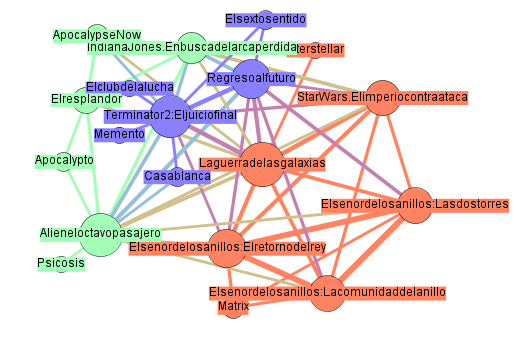 Elsextosentido
ApocalypseNow
IndianaJones.Enbuscadelarcaperdida
Regresoalfuturo
Elclubdelalucha
Elresplandor
StarWars.Elimperiocontraataca
Terminator2:Eljuiciofinal
Memento
Apocalypto
Laguerradelasgalaxias
Casablanca
Elsenordelosanillos:Lasdostorres
Alieneloctavopasajero
Elsenordelosanillos:Elretornodelrey
Psicosis
Elsenordelosanillos:Lacomunidaddelanillo
Matrix